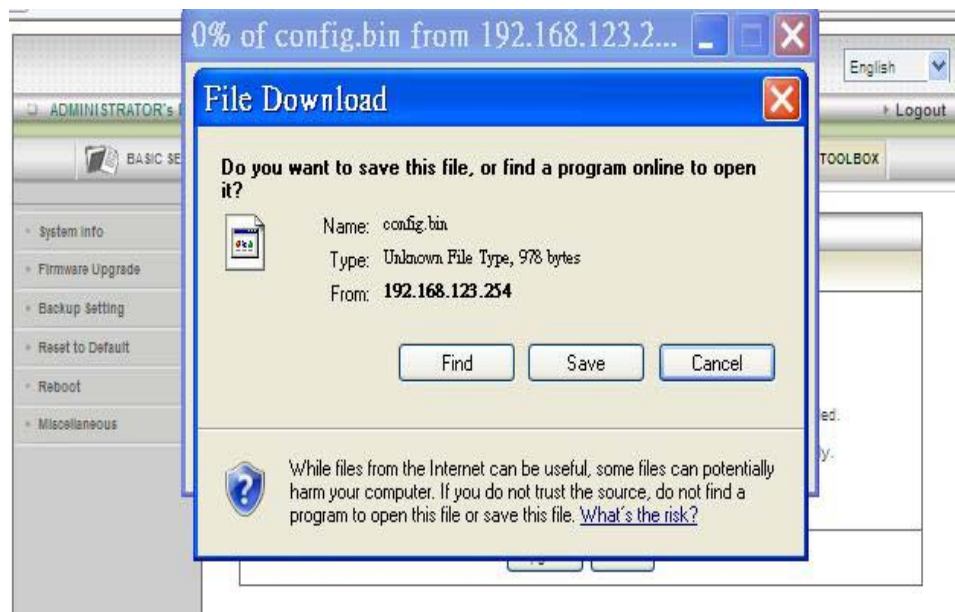 0% of config.bin from 192.168.123.2...
English
File Download
ADMINISTRATOR's
Logout
BASIC
TOOLBOX
Do you want to save this file, or find a program online to open
it?
Name: config.bin
Type: Unknown File Type, 978 bytes
From: 192.168.123.254
System Info
Firmware Upgrade
Backup Setting
Reset to Default
Reboot
Miscellaneous
Find Save Cancel
While files from the Internet can be useful, some files can potentially
harm your computer. If you do not trust the source, do not find a
program to open this file or save this file. What's the risk?